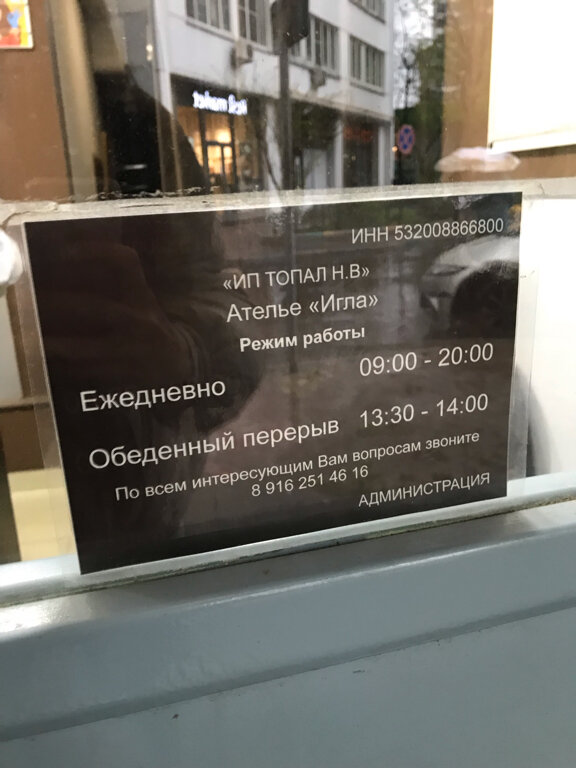 ИНН 532008866800
«ИП ТОПАЛ Н.В»
Ателье «Игла»
Режим работы
Ежедневно 09:00 - 20:00
Обеденный перерыв 13:30 - 14:00
По всем интересующим Вам вопросам звоните
8 916 251 46 16
АДМИНИСТРАЦИЯ